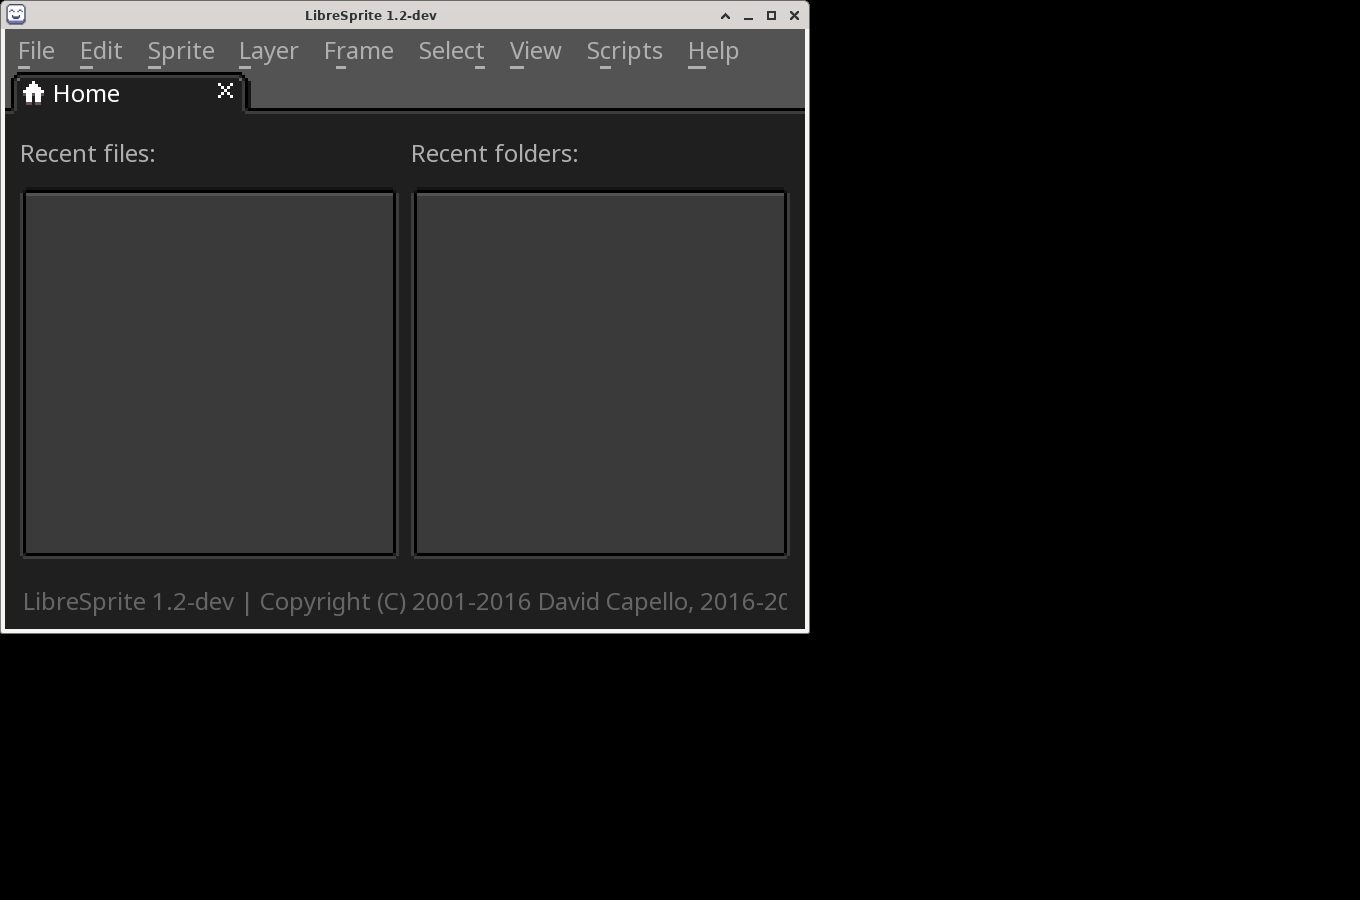 LibreSprite 1.2-dev
File Edit Sprite Layer Frame Select View Scripts Help
Home
Recent files: Recent folders:
LibreSprite 1.2-dev | Copyright (C) 2001-2016 David Capello, 2016-20